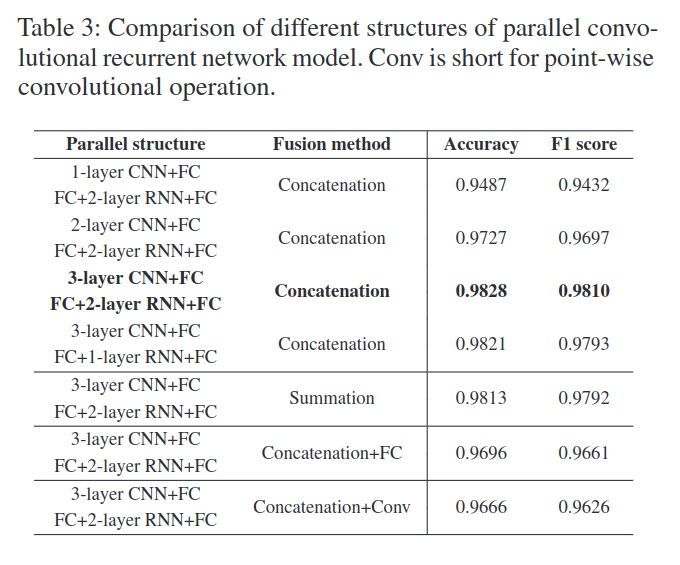 Table 3: Comparison of different structures of parallel convo-
lutional recurrent network model. Conv is short for point-wise
convolutional operation.
Parallel structure Fusion method Accuracy F1 score
1-layer CNN+FC
FC+2-layer RNN+FC
Concatenation 0.9487 0.9432
2-layer CNN+FC
FC+2-layer RNN+FC
Concatenation 0.9727 0.9697
3-layer CNN+FC
FC+2-layer RNN+FC
Concatenation 0.9828 0.9810
3-layer CNN+FC
FC+1-layer RNN+FC
Concatenation 0.9821 0.9793
3-layer CNN+FC
FC+2-layer RNN+FC
Summation 0.9813 0.9792
3-layer CNN+FC
FC+2-layer RNN+FC
Concatenation+FC 0.9696 0.9661
3-layer CNN+FC
FC+2-layer RNN+FC
Concatenation+Conv 0.9666 0.9626